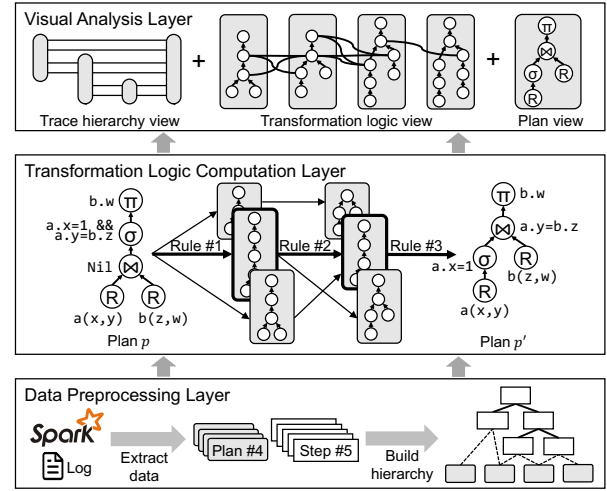 Visual Analysis Layer
+
+
π
⋈
σ
R
R
Trace hierarchy view
Transformation logic view
Plan view
Transformation Logic Computation Layer
π b.w
a.x=1 &&
a.y=b.z
σ
Nil ⋈
R R
a(x,y) b(z,w)
Plan p
Rule #1
Rule #2
Rule #3
π b.w
⋈ a.y=b.z
a.x=1 σ R
b(z,w)
R
a(x,y)
Plan p′
Data Preprocessing Layer
Spark
Log
Extract
data
Plan #4
Step #5
Build
hierarchy